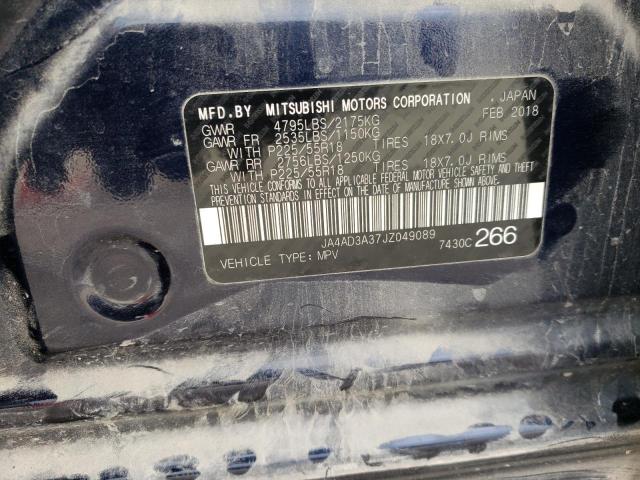 MFD.BY MITSUBISHI MOTORS CORPORATION , JAPAN
GVWR 4795LBS/2175KG FEB 2018
GAWR FR 2535LBS/1150KG
WITH P225/55R18 TIRES 18X7.0J RIMS
GAWR RR 2756LBS/1250KG
WITH P225/55R18 TIRES 18X7.0J RIMS
THIS VEHICLE CONFORMS TO ALL APPLICABLE FEDERAL MOTOR VEHICLE SAFETY AND THEFT
PREVENTION STANDARDS IN EFFECT ON THE DATE OF MANUFACTURE SHOWN ABOVE.
JA4AD3A37JZ049089
VEHICLE TYPE: MPV 7430C 266